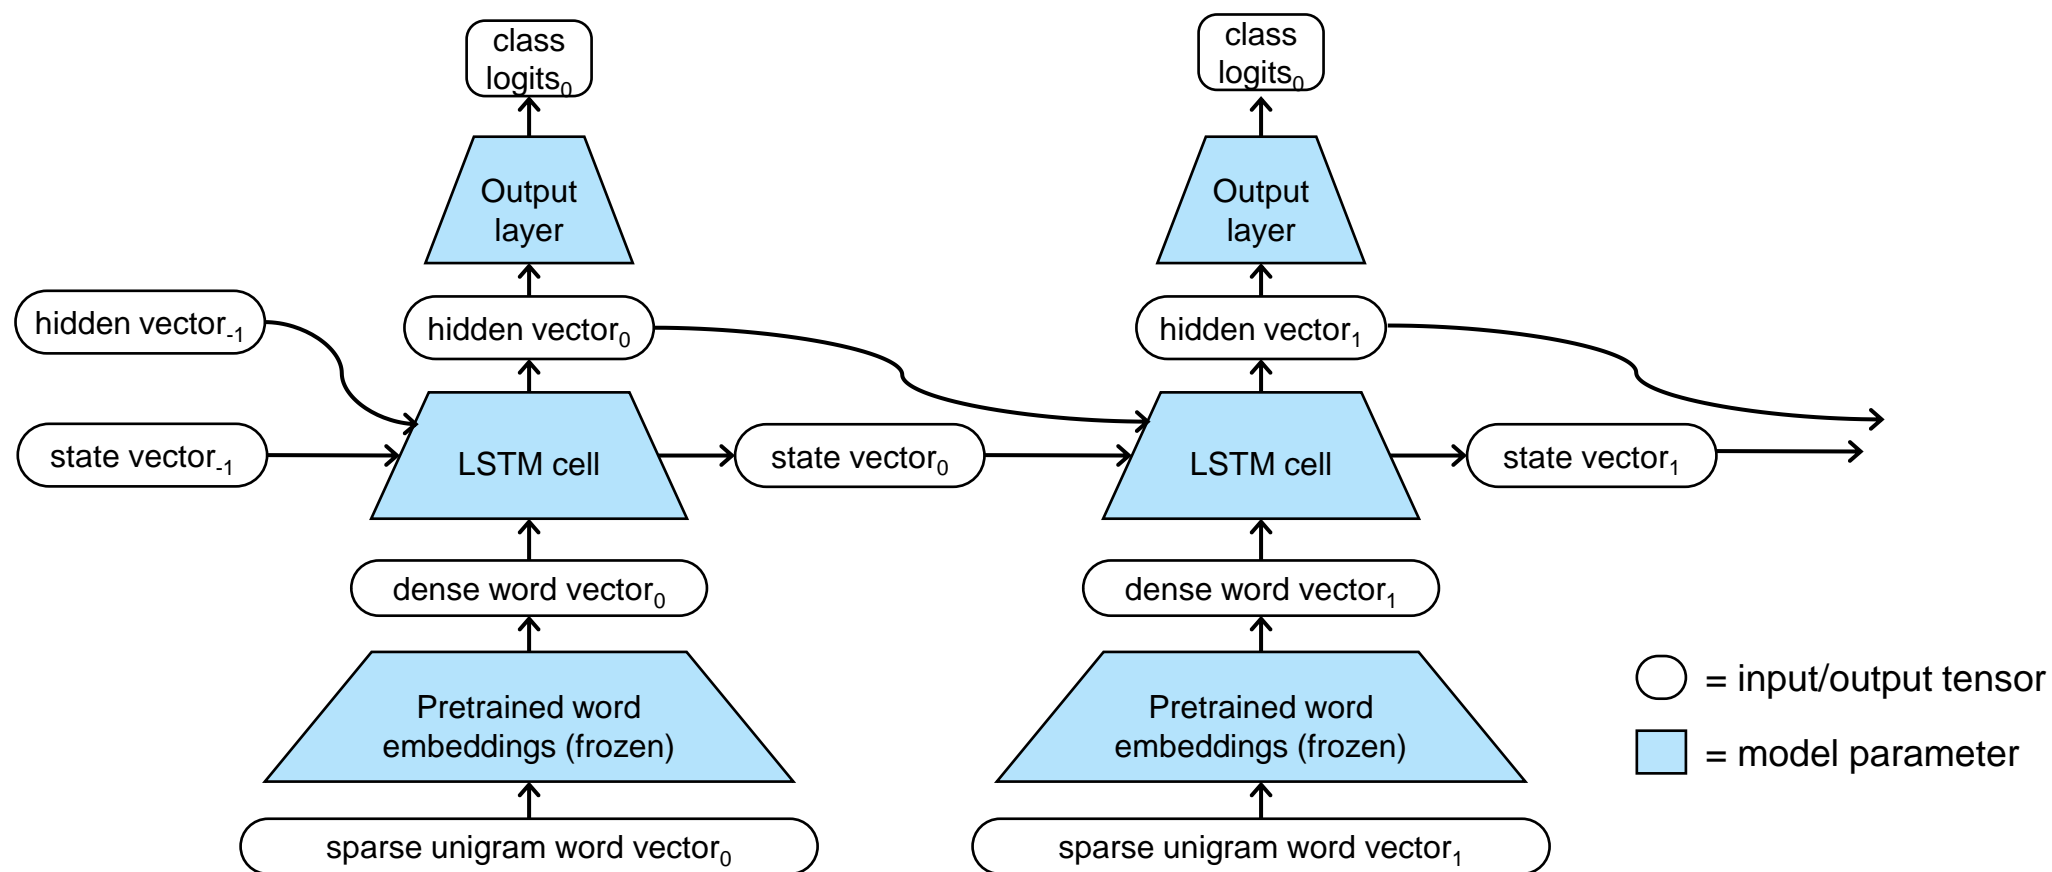 class
logits₀
class
logits₀
Output
layer
Output
layer
hidden vector₋₁
hidden vector₀
hidden vector₁
state vector₋₁
LSTM cell
state vector₀
LSTM cell
state vector₁
dense word vector₀
dense word vector₁
Pretrained word
embeddings (frozen)
Pretrained word
embeddings (frozen)
= input/output tensor
= model parameter
sparse unigram word vector₀
sparse unigram word vector₁